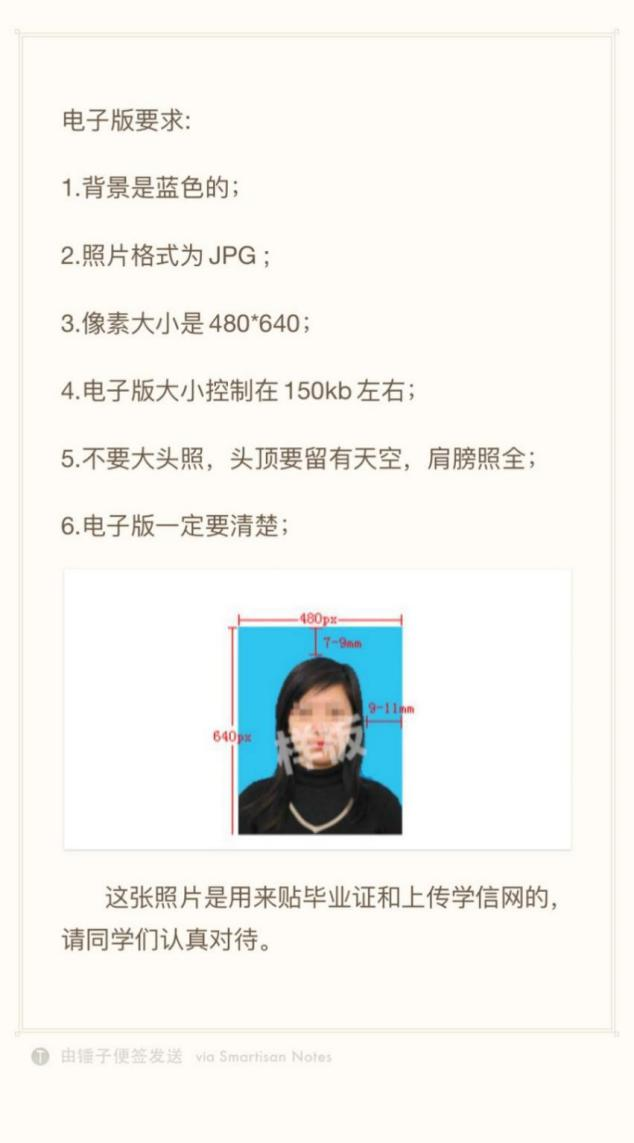 电子版要求:
1.背景是蓝色的；
2.照片格式为 JPG；
3.像素大小是 480*640；
4.电子版大小控制在 150kb 左右；
5.不要大头照，头顶要留有天空，肩膀照全；
6.电子版一定要清楚；
480px
7-9mm
9-11mm
640px
样版
这张照片是用来贴毕业证和上传学信网的，
请同学们认真对待。
T 由锤子便签发送 via Smartisan Notes